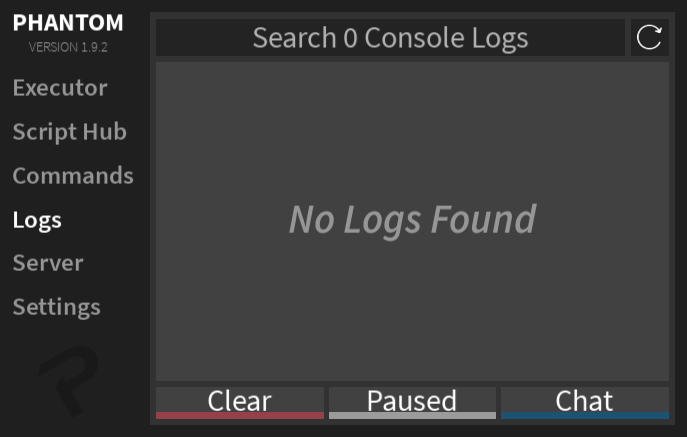 PHANTOM
VERSION 1.9.2
Executor
Script Hub
Commands
Logs
Server
Settings
Search 0 Console Logs
No Logs Found
Clear
Paused
Chat